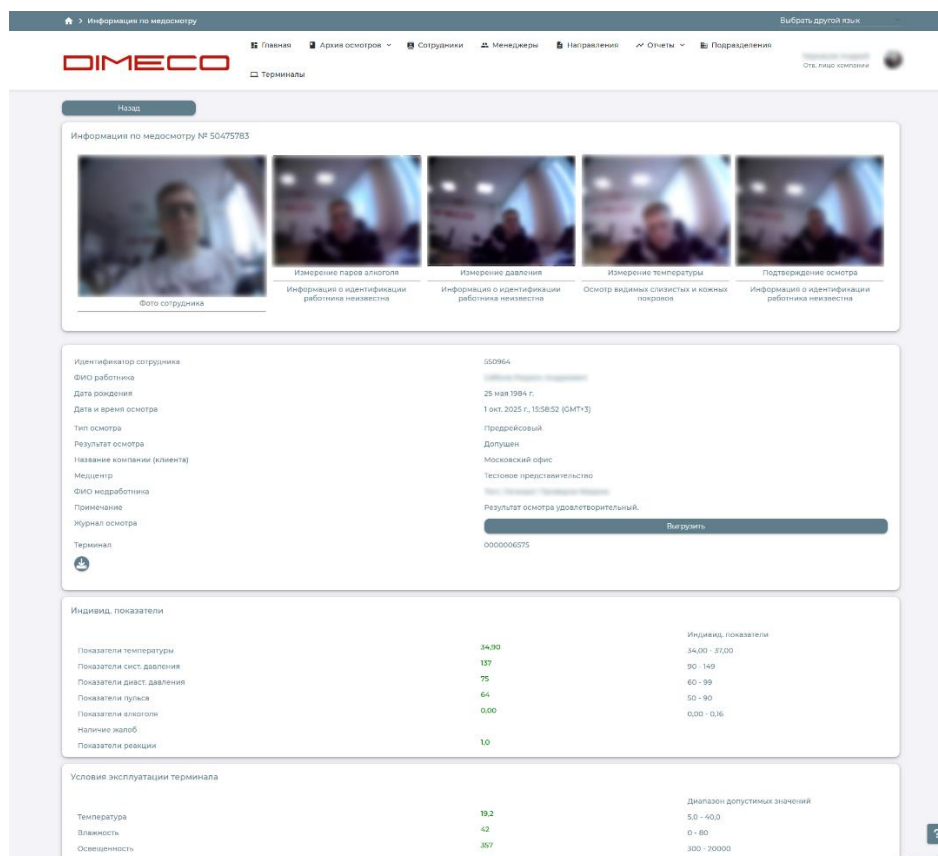 > Информация по медосмотру
Выбрать другой язык
DIMECO
Главная
Архив осмотров
Сотрудники
Менеджеры
Направления
Отчеты
Подразделения
Терминалы
Отв. лицо компании
Назад
Информация по медосмотру № 50475783
Фото сотрудника
Измерение паров алкоголя
Информация о идентификации
работника неизвестна
Измерение давления
Информация о идентификации
работника неизвестна
Измерение температуры
Осмотр видимых слизистых и кожных
покровов
Подтверждение осмотра
Информация о идентификации
работника неизвестна
Идентификатор сотрудника 550964
ФИО работника
Дата рождения 25 мая 1984 г.
Дата и время осмотра 1 окт. 2025 г., 15:58:52 (GMT+3)
Тип осмотра Предрейсовый
Результат осмотра Допущен
Название компании (клиента) Московский офис
Медцентр Тестовое представительство
ФИО медработника
Примечание Результат осмотра удовлетворительный.
Журнал осмотра Выгрузить
Терминал 0000006575
Индивид. показатели
Индивид. показатели
Показатели температуры 34,90 34,00 - 37,00
Показатели сист. давления 137 90 - 149
Показатели диаст. давления 75 60 - 99
Показатели пульса 64 50 - 90
Показатели алкоголя 0,00 0,00 - 0,16
Наличие жалоб
Показатели реакции 1.0
Условия эксплуатации терминала
Диапазон допустимых значений
Температура 19,2 5,0 - 40,0
Влажность 42 0 - 80
Освещенность 357 300 - 20000
?